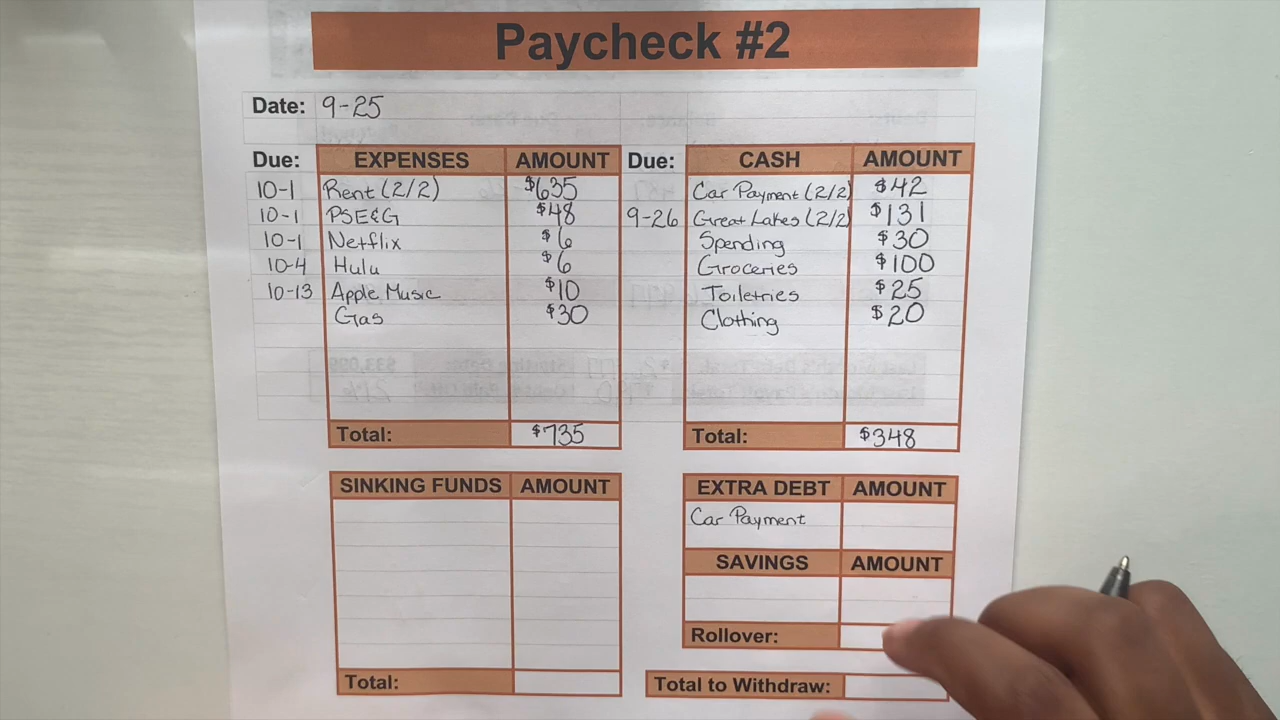 Paycheck #2
Date: 9-25
Due: EXPENSES AMOUNT
10-1 Rent (2/2) $635
10-1 PSE&G $48
10-1 Netflix $6
10-4 Hulu $6
10-13 Apple Music $10
Gas $30
Total: $735
Due: CASH AMOUNT
Car Payment (2/2) $42
9-26 Great Lakes (2/2) $131
Spending $30
Groceries $100
Toiletries $25
Clothing $20
Total: $348
SINKING FUNDS AMOUNT
Total:
EXTRA DEBT AMOUNT
Car Payment
SAVINGS AMOUNT
Rollover:
Total to Withdraw: